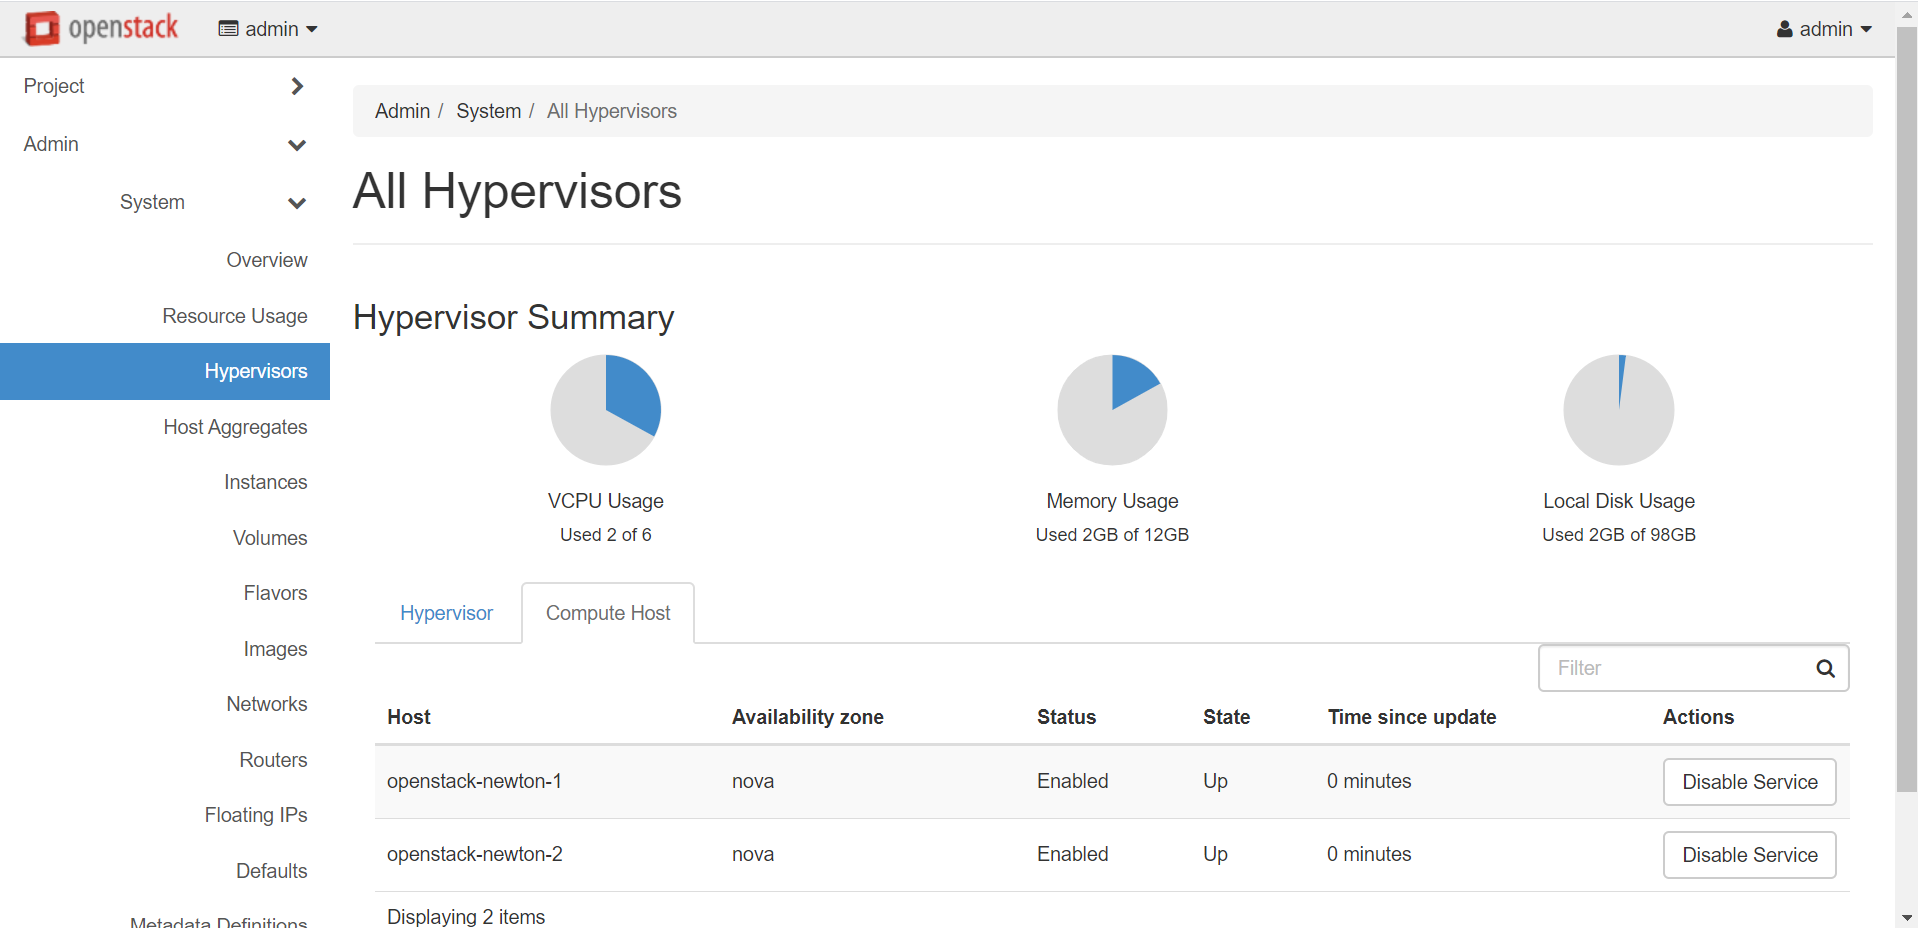 openstack admin admin
Project
Admin
System
Overview
Resource Usage
Hypervisors
Host Aggregates
Instances
Volumes
Flavors
Images
Networks
Routers
Floating IPs
Defaults
Metadata Definitions
Admin / System / All Hypervisors
All Hypervisors
Hypervisor Summary
VCPU Usage
Used 2 of 6
Memory Usage
Used 2GB of 12GB
Local Disk Usage
Used 2GB of 98GB
Hypervisor Compute Host
Filter
Host Availability zone Status State Time since update Actions
openstack-newton-1 nova Enabled Up 0 minutes Disable Service
openstack-newton-2 nova Enabled Up 0 minutes Disable Service
Displaying 2 items